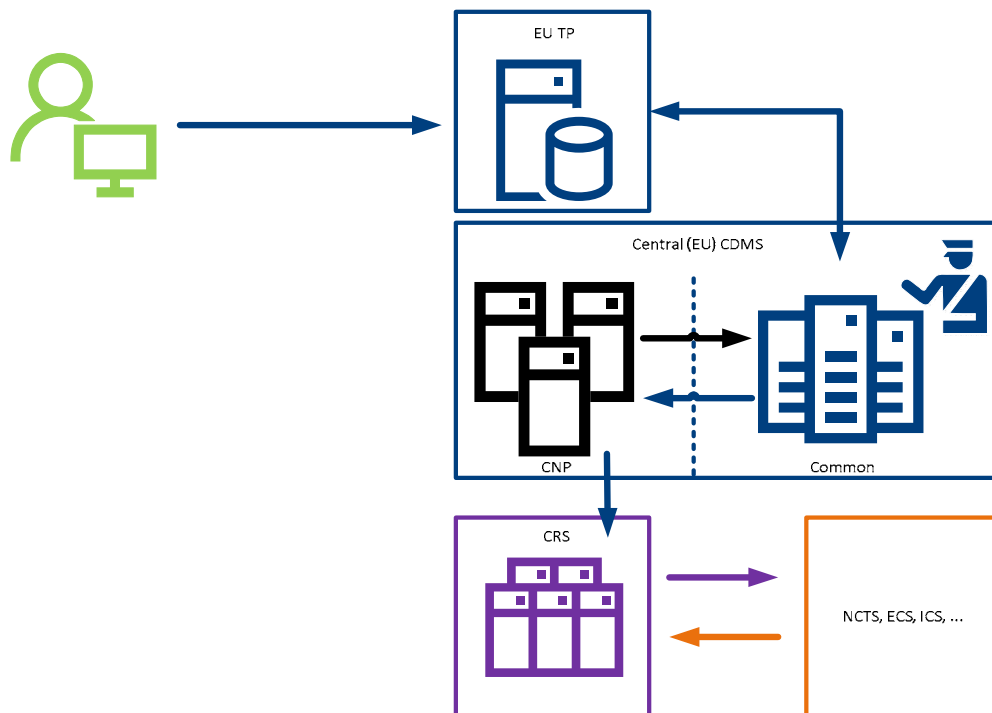 EU TP
Central (EU) CDMS
CNP
Common
CRS
NCTS, ECS, ICS, ...